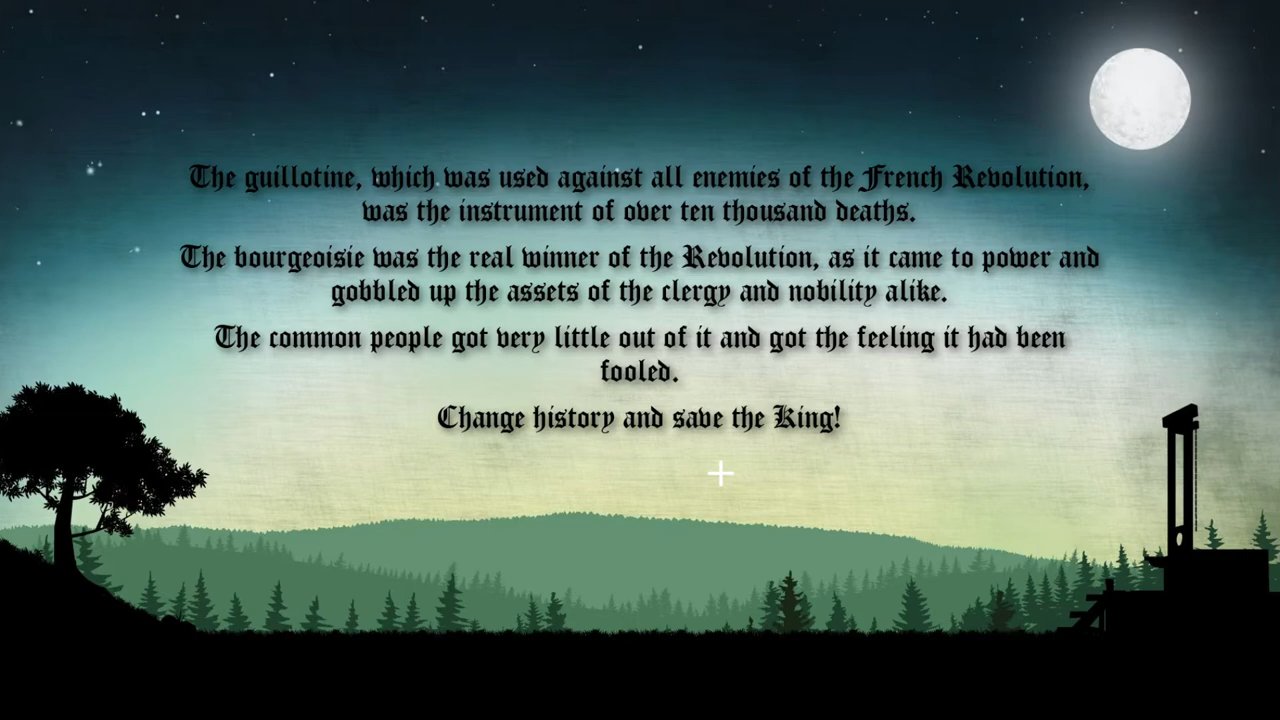 The guillotine, which was used against all enemies of the French Revolution,
was the instrument of over ten thousand deaths.
The bourgeoisie was the real winner of the Revolution, as it came to power and
gobbled up the assets of the clergy and nobility alike.
The common people got very little out of it and got the feeling it had been
fooled.
Change history and save the King!